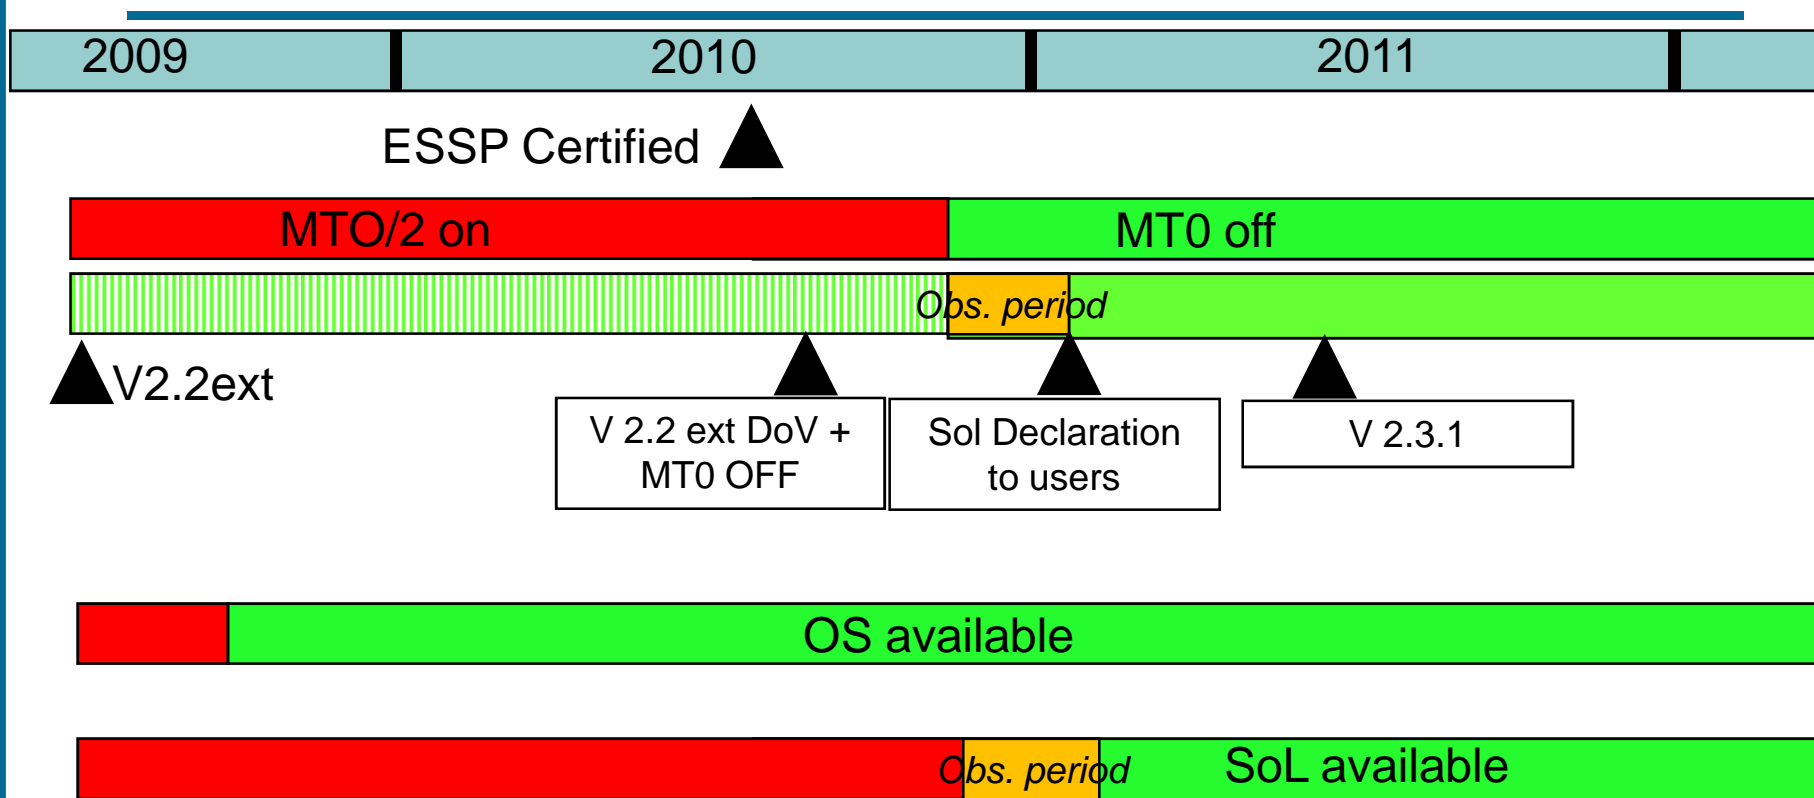 2009 2010 2011
ESSP Certified
MTO/2 on MT0 off
Obs. period
V2.2ext
V 2.2 ext DoV +
MT0 OFF
Sol Declaration
to users
V 2.3.1
OS available
Obs. period SoL available